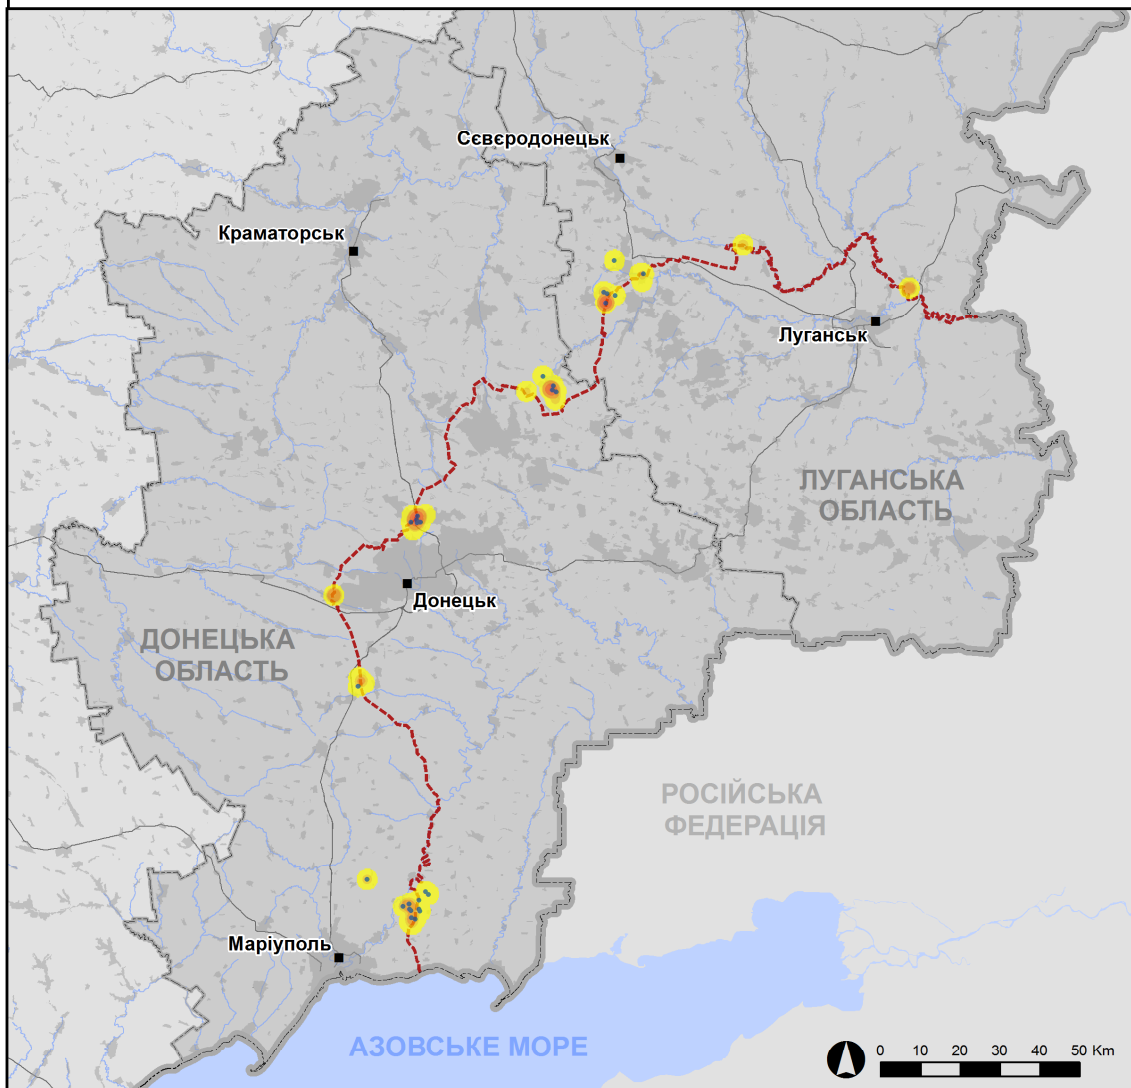 Сєвєродонецьк
Краматорськ
Луганськ
ЛУГАНСЬКА
ОБЛАСТЬ
Донецьк
ДОНЕЦЬКА
ОБЛАСТЬ
РОСІЙСЬКА
ФЕДЕРАЦІЯ
Маріуполь
АЗОВСЬКЕ МОРЕ
0 10 20 30 40 50 Km